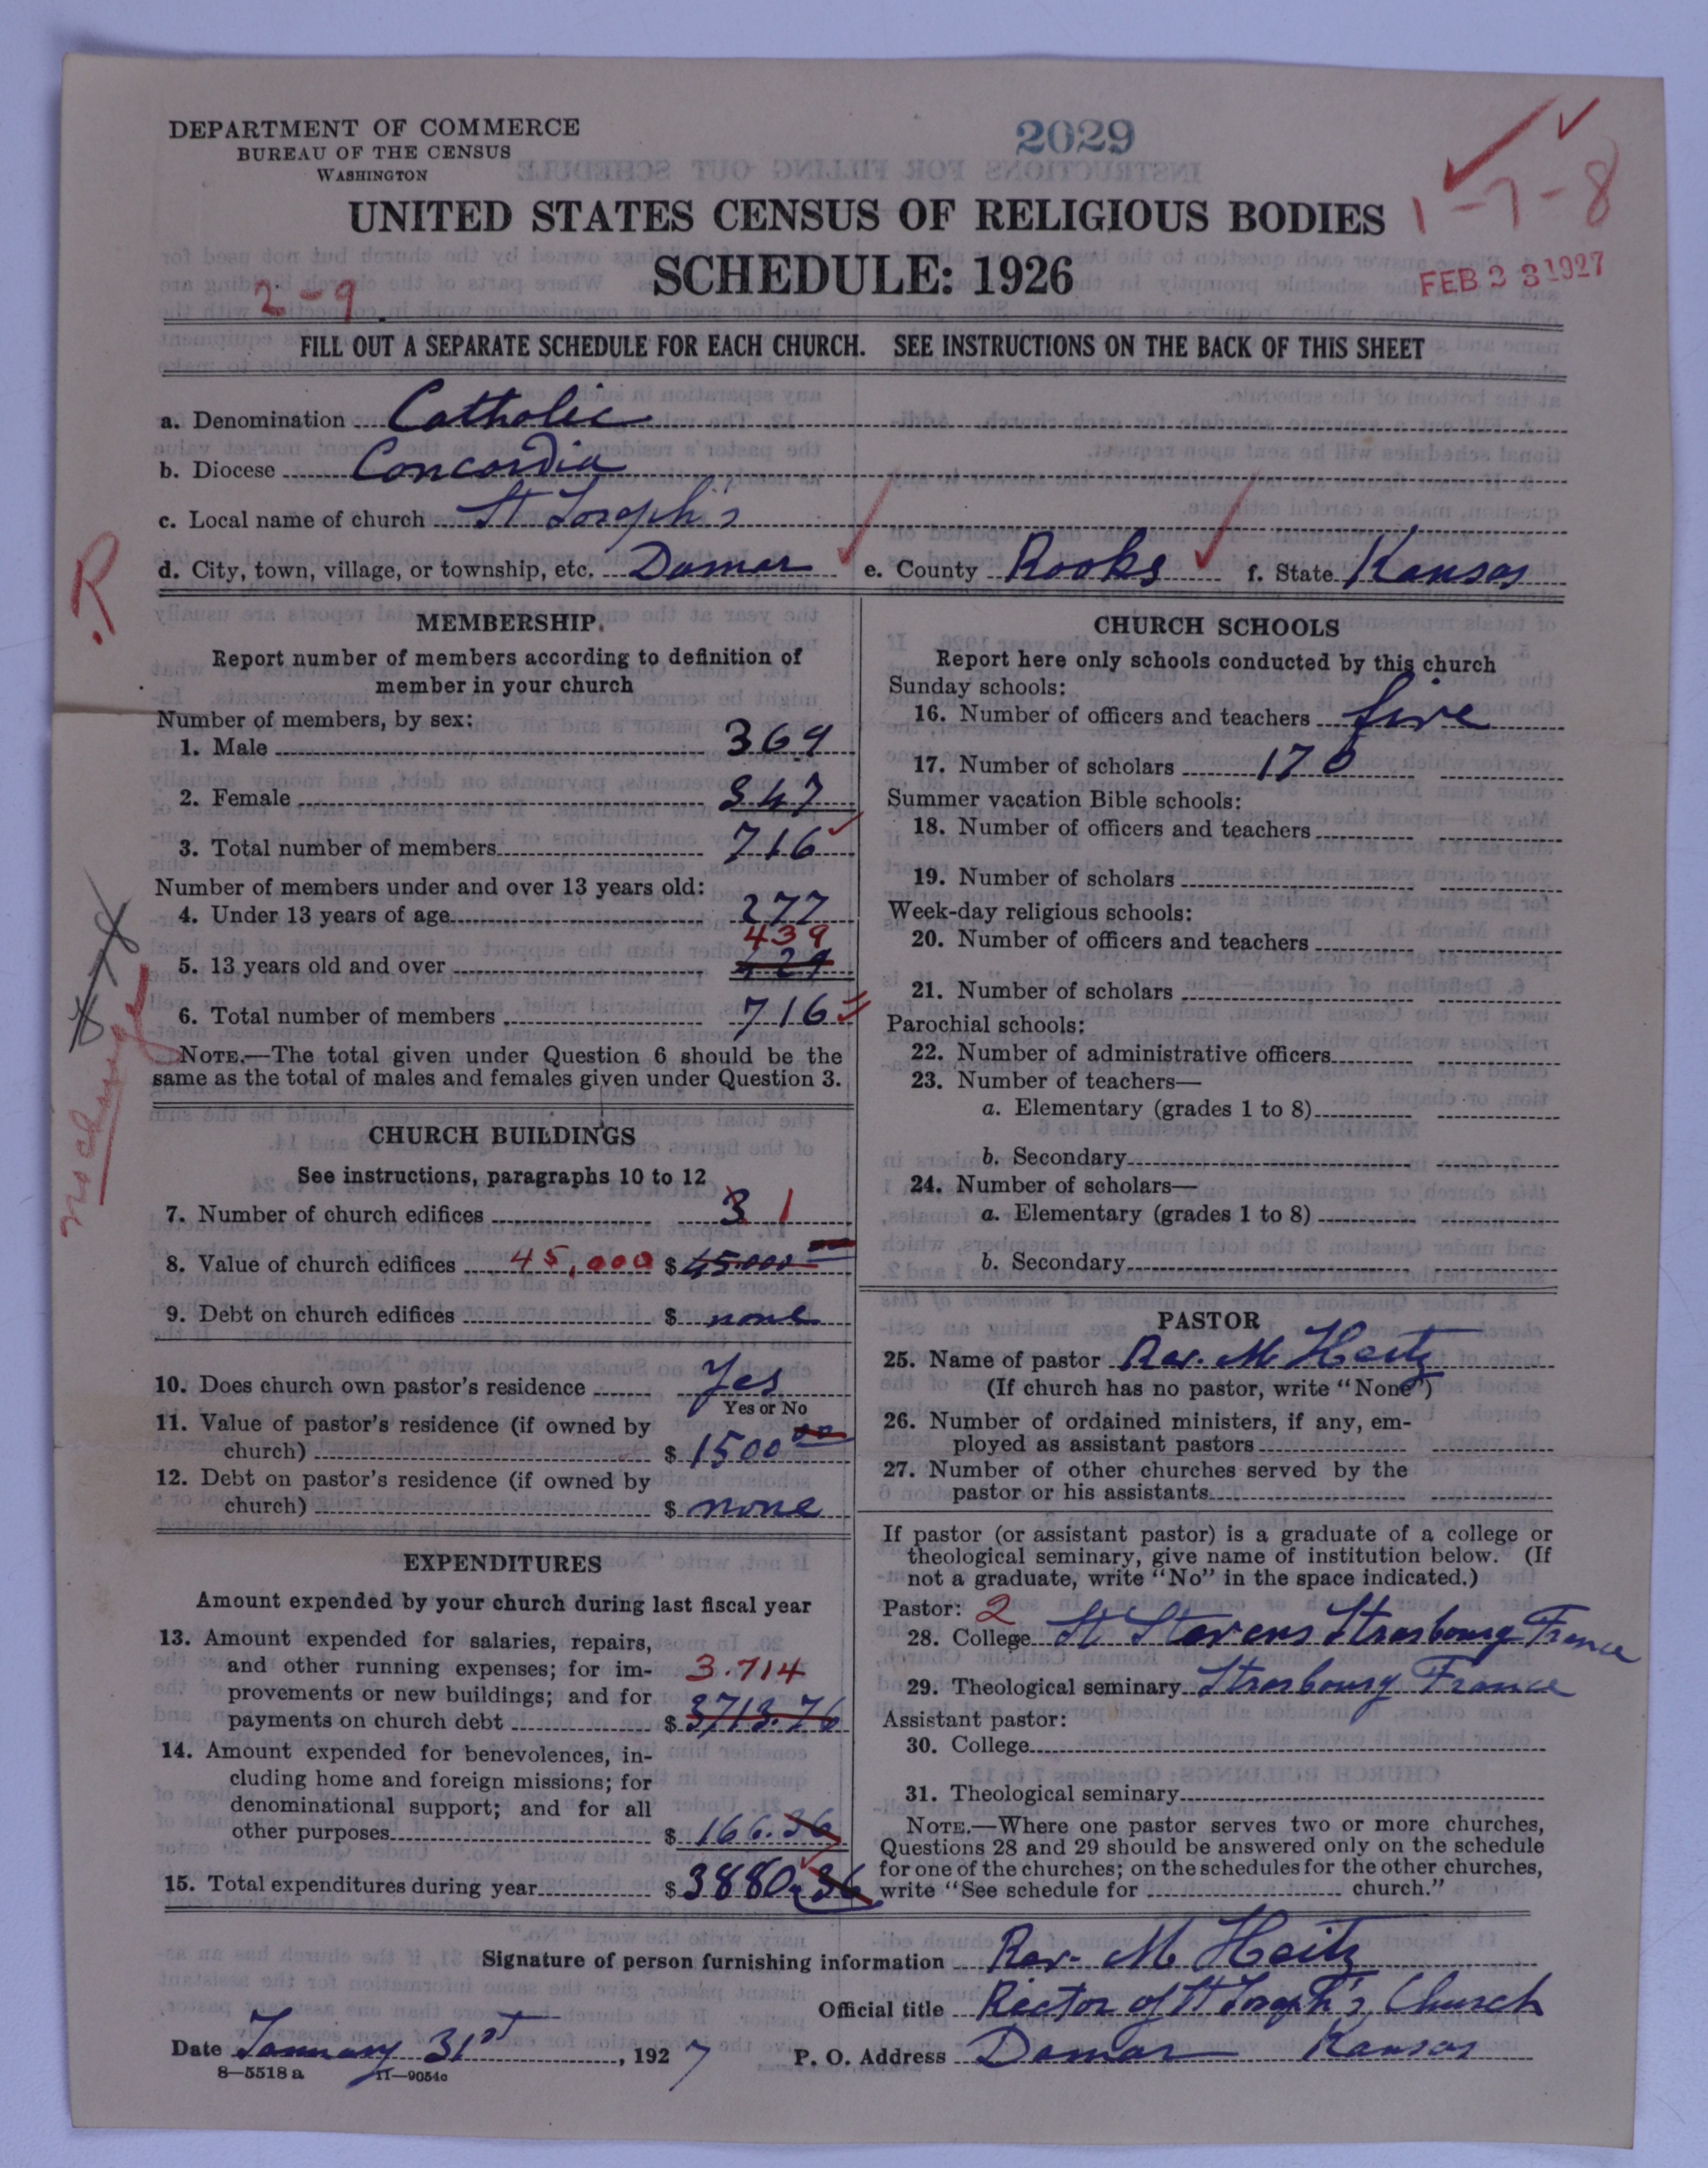 DEPARTMENT OF COMMERCE
BUREAU OF THE CENSUS
WASHINGTON
2029
1-7-8
UNITED STATES CENSUS OF RELIGIOUS BODIES
SCHEDULE: 1926
FEB 23 1927
2-9
FILL OUT A SEPARATE SCHEDULE FOR EACH CHURCH. SEE INSTRUCTIONS ON THE BACK OF THIS SHEET
a. Denomination Catholic
b. Diocese Concordia
c. Local name of church St Joseph's
d. City, town, village, or township, etc. Damar e. County Rooks f. State Kansas
R
MEMBERSHIP
Report number of members according to definition of
member in your church
Number of members, by sex:
1. Male 369
2. Female 347
3. Total number of members 716
Number of members under and over 13 years old:
4. Under 13 years of age 277
439
5. 13 years old and over 429
6. Total number of members 716
NOTE.—The total given under Question 6 should be the
same as the total of males and females given under Question 3.
no change
CHURCH BUILDINGS
See instructions, paragraphs 10 to 12
7. Number of church edifices 3 1
8. Value of church edifices 45,000 $ 45000 00
9. Debt on church edifices $ none
10. Does church own pastor's residence Yes
Yes or No
11. Value of pastor's residence (if owned by
church) $ 1500 00
12. Debt on pastor's residence (if owned by
church) $ none
EXPENDITURES
Amount expended by your church during last fiscal year
13. Amount expended for salaries, repairs,
and other running expenses; for im- 3.714
provements or new buildings; and for
payments on church debt $ 3713.76
14. Amount expended for benevolences, in-
cluding home and foreign missions; for
denominational support; and for all
other purposes $ 166.36
15. Total expenditures during year $ 3880.36
CHURCH SCHOOLS
Report here only schools conducted by this church
Sunday schools:
16. Number of officers and teachers five
17. Number of scholars 170
Summer vacation Bible schools:
18. Number of officers and teachers
19. Number of scholars
Week-day religious schools:
20. Number of officers and teachers
21. Number of scholars
Parochial schools:
22. Number of administrative officers
23. Number of teachers—
a. Elementary (grades 1 to 8)
b. Secondary
24. Number of scholars—
a. Elementary (grades 1 to 8)
b. Secondary
PASTOR
25. Name of pastor Rev. M Heitz
(If church has no pastor, write "None")
26. Number of ordained ministers, if any, em-
ployed as assistant pastors
27. Number of other churches served by the
pastor or his assistants
If pastor (or assistant pastor) is a graduate of a college or
theological seminary, give name of institution below. (If
not a graduate, write "No" in the space indicated.)
Pastor: 2
28. College St Stevens Strasbourg France
29. Theological seminary Strasbourg France
Assistant pastor:
30. College
31. Theological seminary
NOTE.—Where one pastor serves two or more churches,
Questions 28 and 29 should be answered only on the schedule
for one of the churches; on the schedules for the other churches,
write "See schedule for church."
Signature of person furnishing information Rev. M Heitz
Official title Rector of St Joseph's Church
Date January 31st, 1927 P. O. Address Damar Kansas
8—5518 a 11—9054c